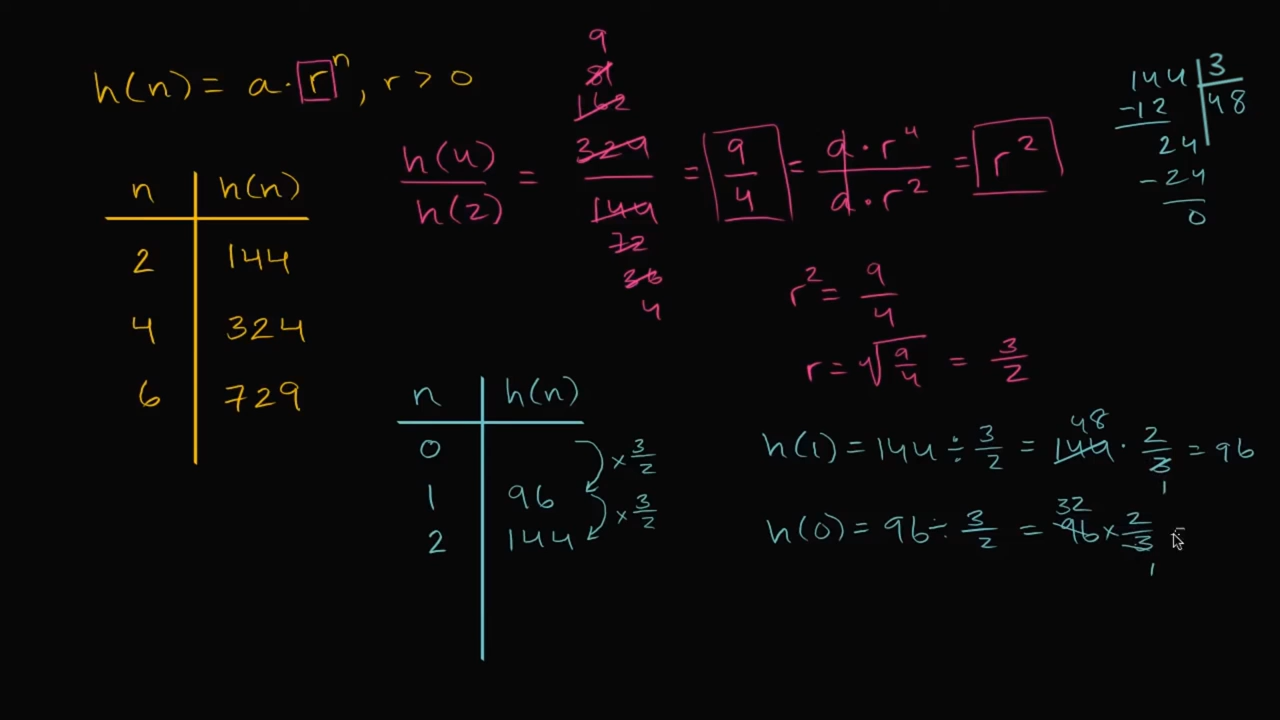 h(n) = a · r^n , r > 0
n | h(n)
2 | 144
4 | 324
6 | 729
h(4)/h(2) = 9 81 162 324/144 72 36 4 = 9/4 = a · r^4/a · r^2 = r^2
r^2 = 9/4
r = √(9/4) = 3/2
144 | 3
-12 | 48
24
-24
0
n | h(n)
0
1 | 96
2 | 144
× 3/2
× 3/2
h(1) = 144 ÷ 3/2 = 144 48 · 2/3 1 = 96
h(0) = 96 ÷ 3/2 = 96 32 × 2/3 1